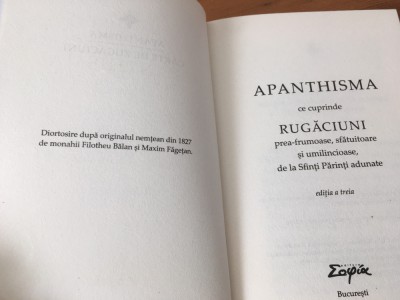 Diortosire după originalul nemțean din 1827
de monahii Filotheu Bălan și Maxim Făgețan.
APANTHISMA
ce cuprinde
RUGĂCIUNI
prea-frumoase, sfătuitoare
și umilincioase,
de la Sfinți Părinți adunate
ediția a treia
Σοφία
București